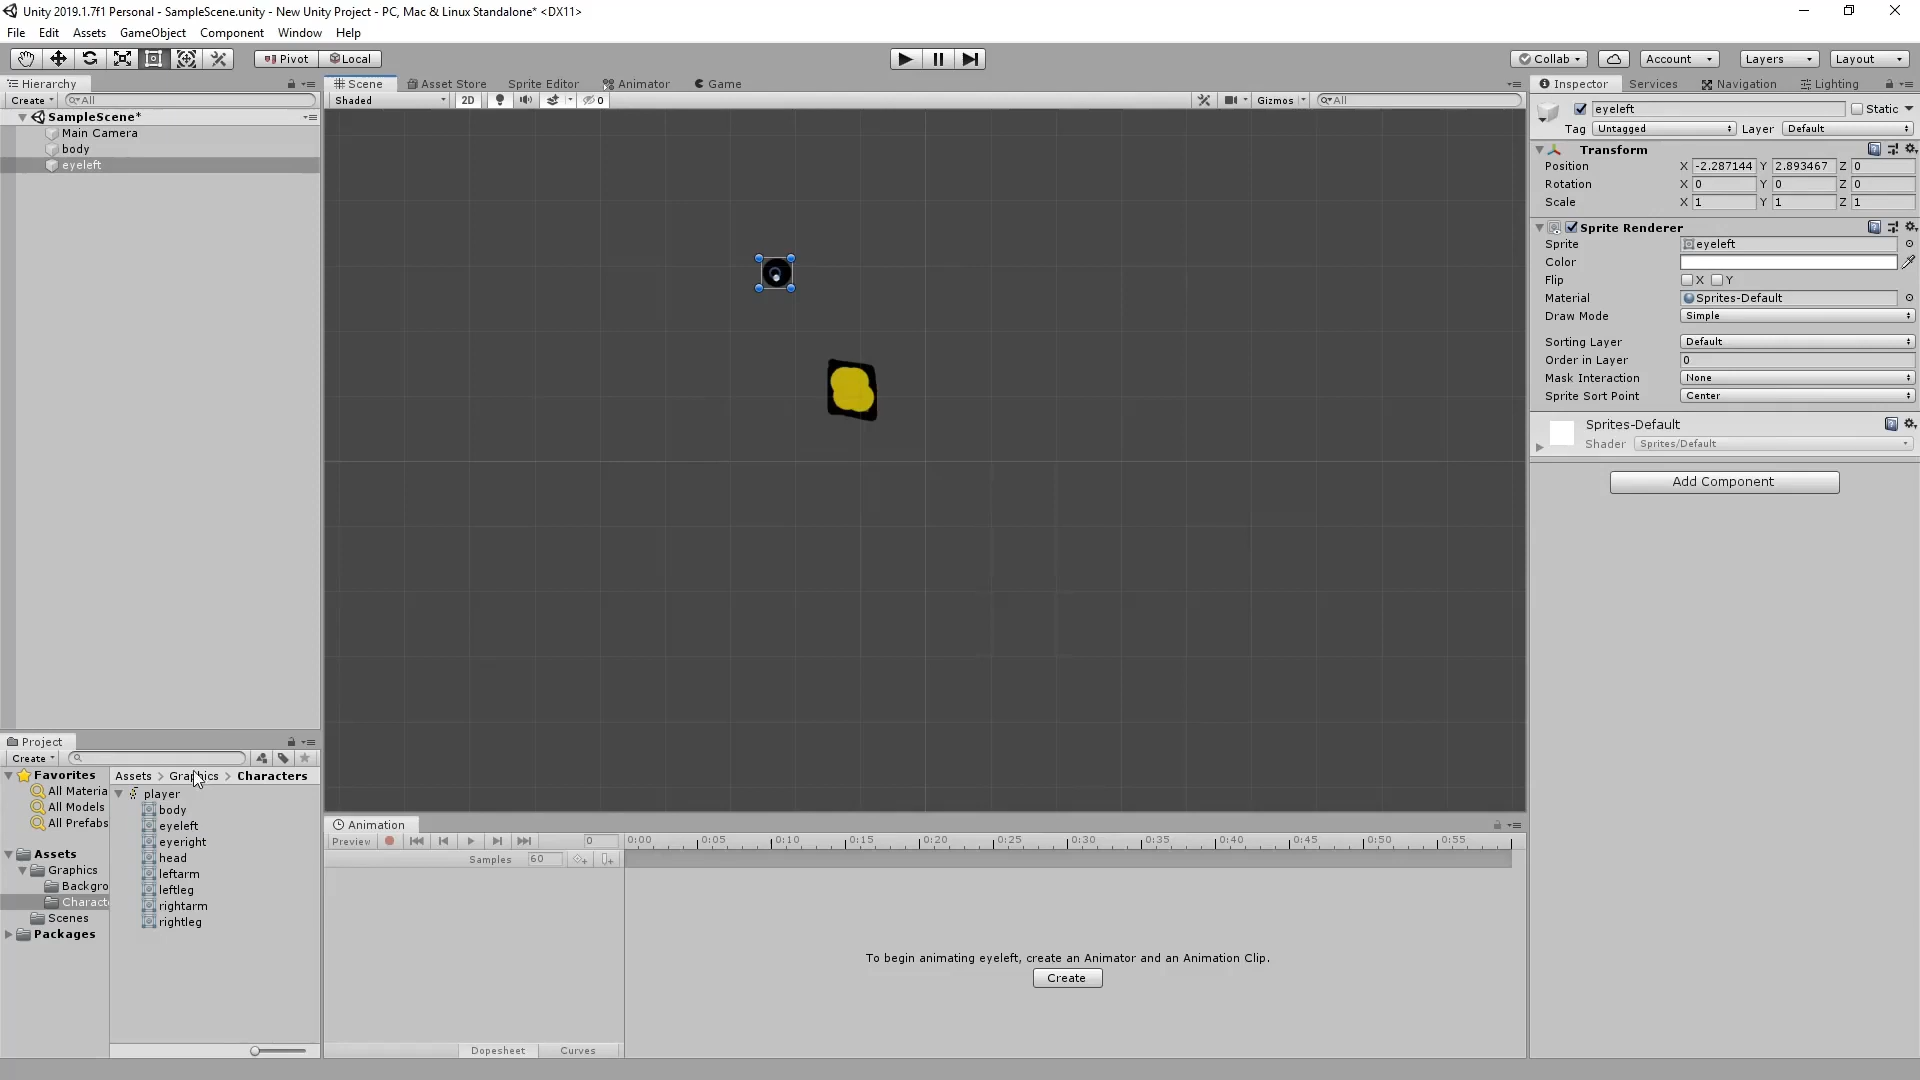 Unity 2019.1.7f1 Personal - SampleScene.unity - New Unity Project - PC, Mac & Linux Standalone* <DX11>
File Edit Assets GameObject Component Window Help
Pivot Local Collab Account Layers Layout
Hierarchy
Create All
SampleScene*
Main Camera
body
eyeleft
Scene Asset Store Sprite Editor Animator Game
Shaded 2D 0 Gizmos All
Inspector Services Navigation Lighting
eyeleft Static
Tag Untagged Layer Default
Transform
Position X -2.287144 Y 2.893467 Z 0
Rotation X 0 Y 0 Z 0
Scale X 1 Y 1 Z 1
Sprite Renderer
Sprite eyeleft
Color
Flip X Y
Material Sprites-Default
Draw Mode Simple
Sorting Layer Default
Order in Layer 0
Mask Interaction None
Sprite Sort Point Center
Sprites-Default
Shader Sprites/Default
Add Component
Project
Create
Favorites
All Materia
All Models
All Prefabs
Assets
Graphics
Backgro
Charact
Scenes
Packages
Assets > Graphics > Characters
player
body
eyeleft
eyeright
head
leftarm
leftleg
rightarm
rightleg
Animation
Preview 0 0:00 0:05 0:10 0:15 0:20 0:25 0:30 0:35 0:40 0:45 0:50 0:55
Samples 60
To begin animating eyeleft, create an Animator and an Animation Clip.
Create
Dopesheet Curves